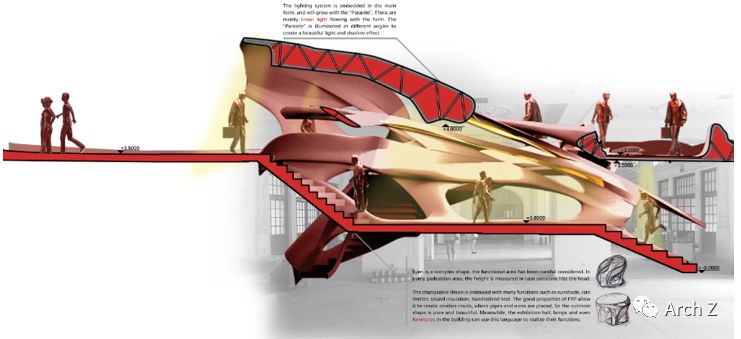 The lighting system is embedded in the main
form, and will grow with the "Parasite". There are
mainly linear light flowing with the form. The
"Parasite" is illuminated at different angles to
create a beautiful light and shadow effect.
+4.8000
+3.5000
+3.5000
+3.3000
+1.6000
+-0.0000
Even is a complex shape, the functional area has been careful considered. In
every pedestrian area, the height is measured in case someone hits the head.
The changeable shape is endowed with many functions such as sunshade, rain
shelter, sound insulation, handrail and seat. The good properties of FRP allow
it to create cavities inside, where pipes and wires are placed. So the outmost
shape is pure and beautiful. Meanwhile, the exhibition hall, lamps and even
furnitures in the building can use this language to realize their functions.
Arch Z